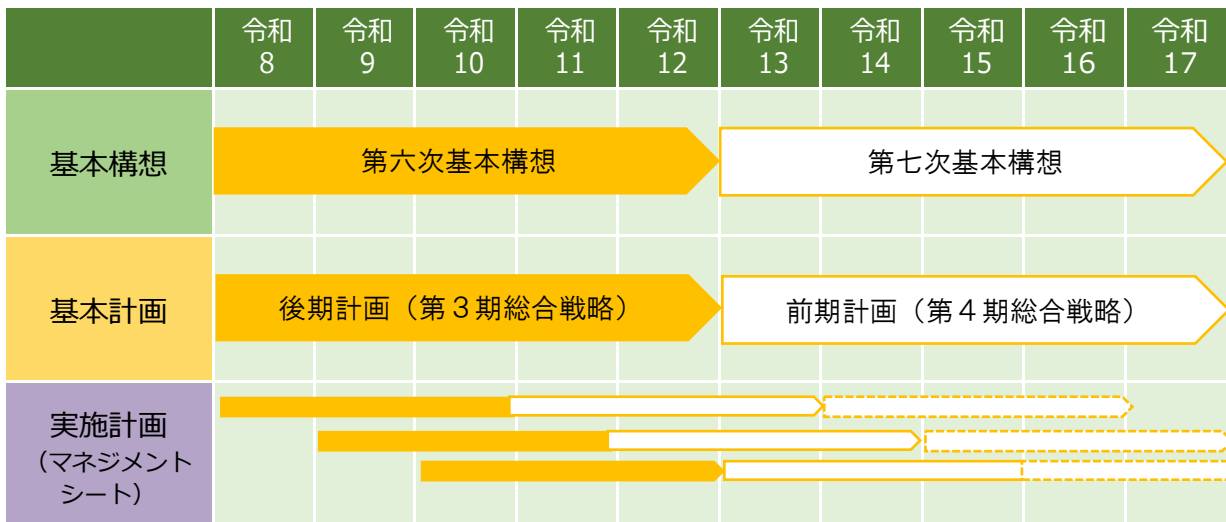 令和
8
令和
9
令和
10
令和
11
令和
12
令和
13
令和
14
令和
15
令和
16
令和
17
基本構想
第六次基本構想
第七次基本構想
基本計画
後期計画（第３期総合戦略）
前期計画（第４期総合戦略）
実施計画
（マネジメント
シート）